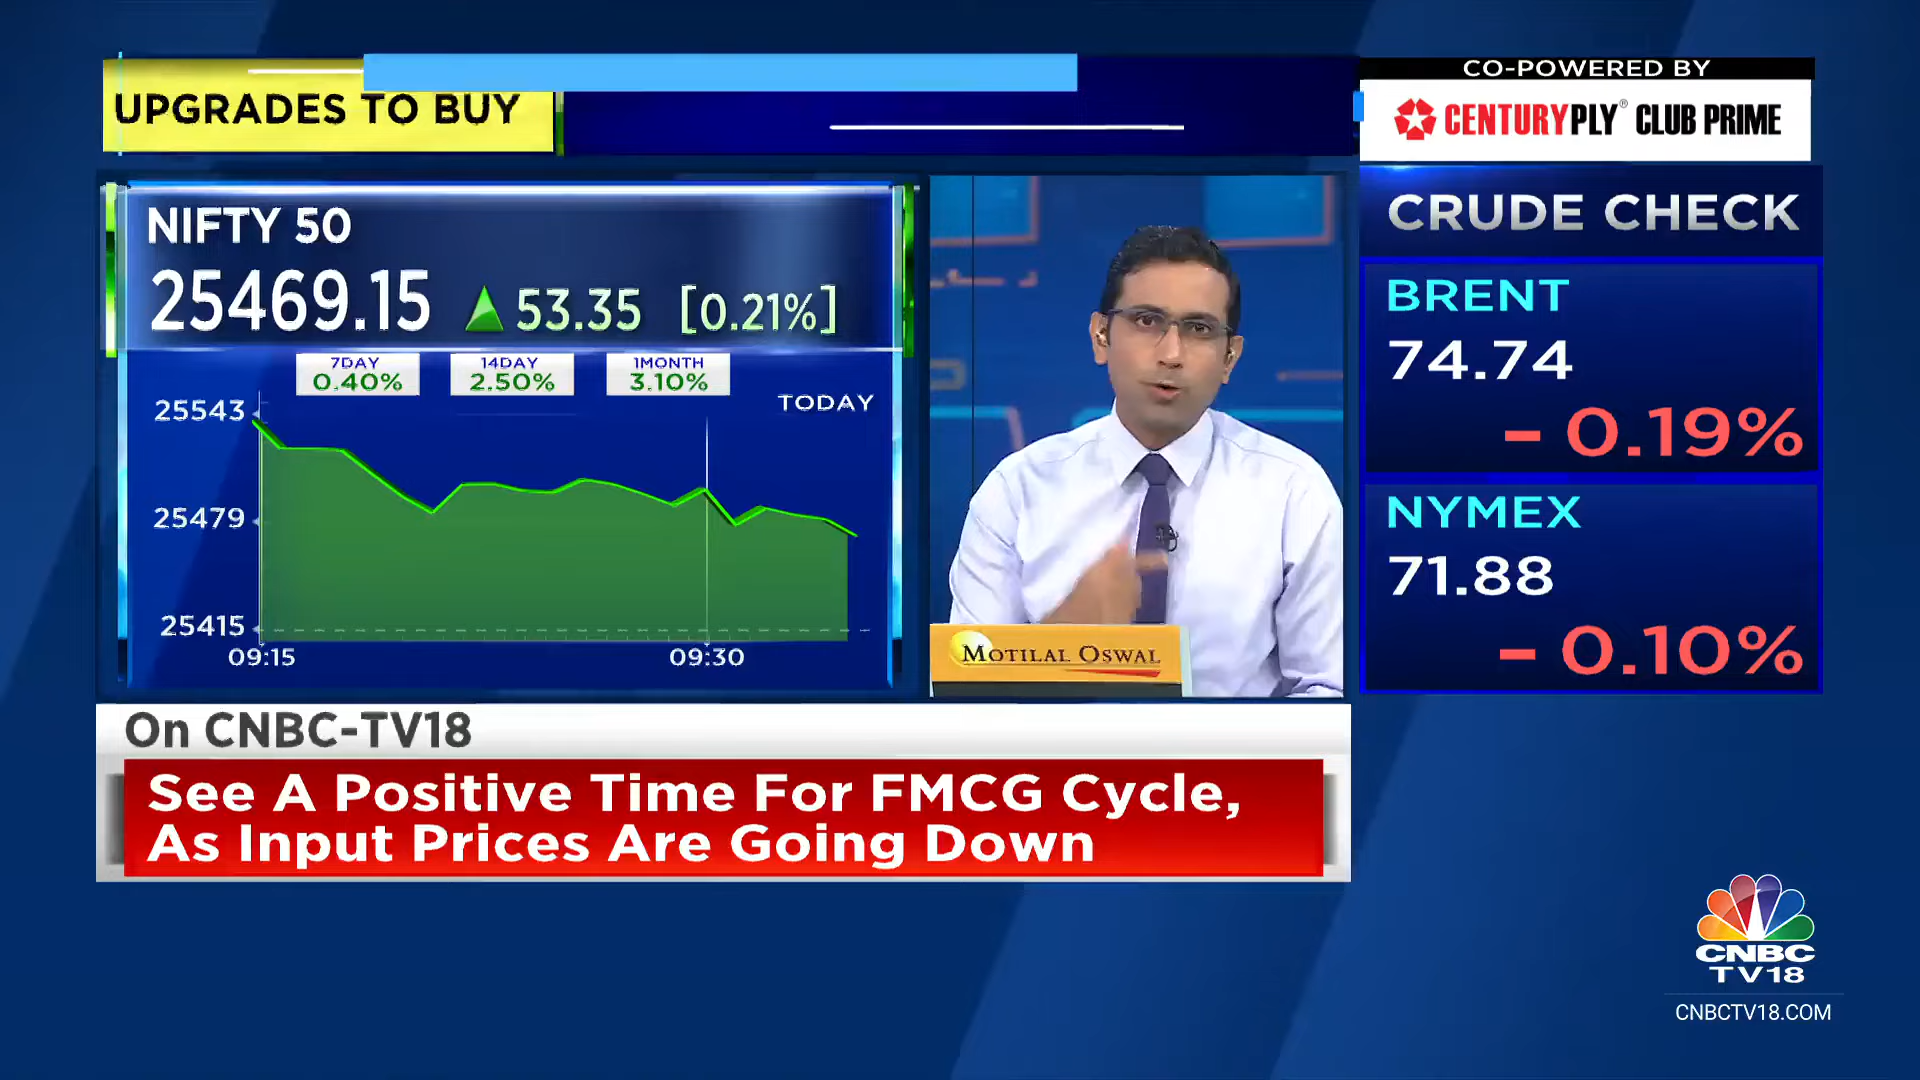 UPGRADES TO BUY
CO-POWERED BY
CENTURYPLY® CLUB PRIME
NIFTY 50
25469.15 ▲ 53.35 [0.21%]
7DAY
0.40%
14DAY
2.50%
1MONTH
3.10%
TODAY
25543
25479
25415
09:15
09:30
MOTILAL OSWAL
CRUDE CHECK
BRENT
74.74
- 0.19%
NYMEX
71.88
- 0.10%
On CNBC-TV18
See A Positive Time For FMCG Cycle,
As Input Prices Are Going Down
CNBC
TV18
CNBCTV18.COM